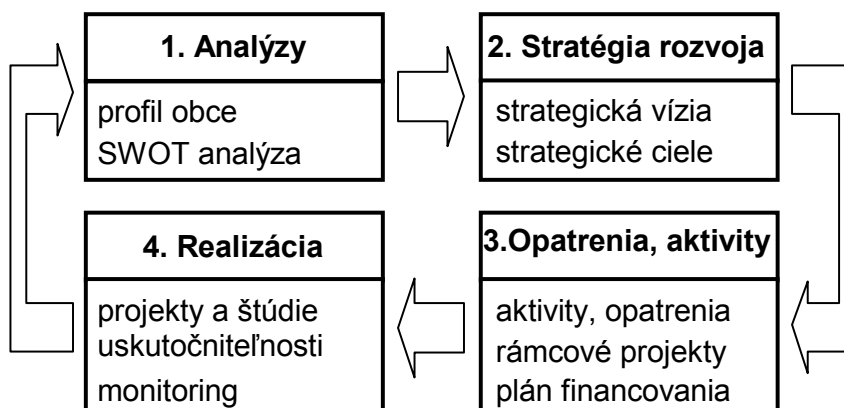 1. Analýzy
profil obce
SWOT analýza
2. Stratégia rozvoja
strategická vízia
strategické ciele
3.Opatrenia, aktivity
aktivity, opatrenia
rámcové projekty
plán financovania
4. Realizácia
projekty a štúdie
uskutočniteľnosti
monitoring